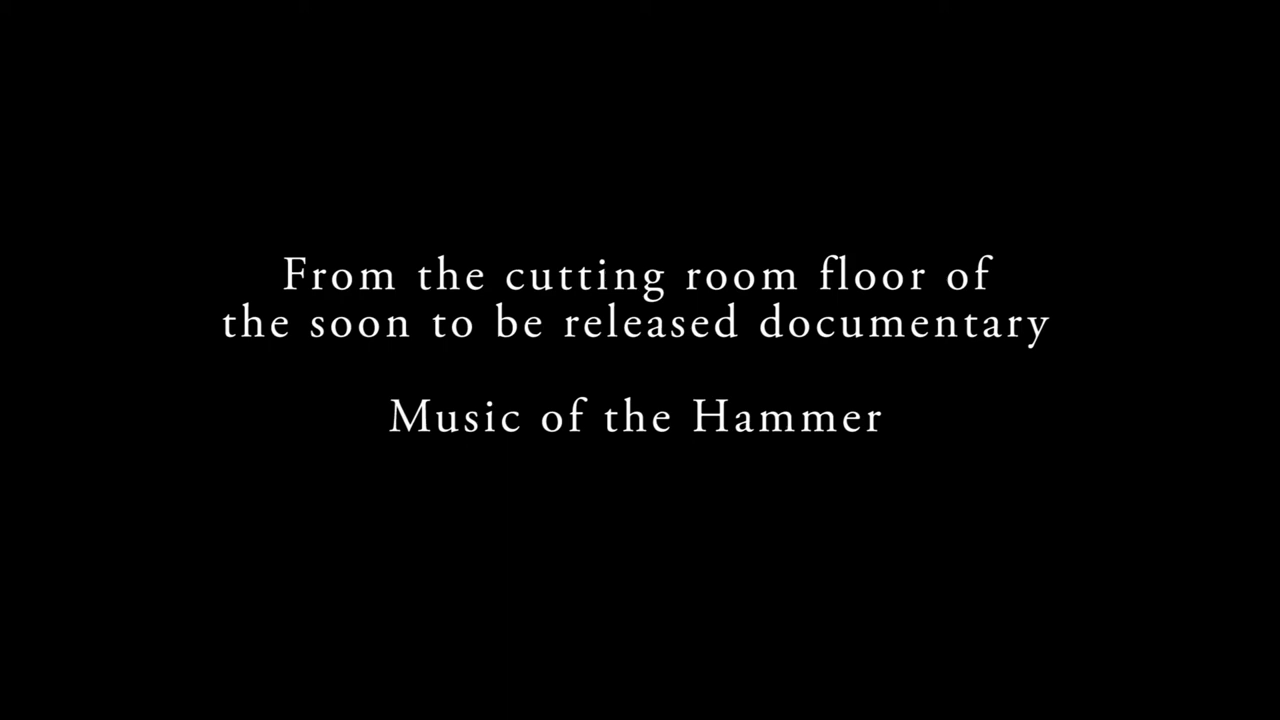 From the cutting room floor of
the soon to be released documentary
Music of the Hammer